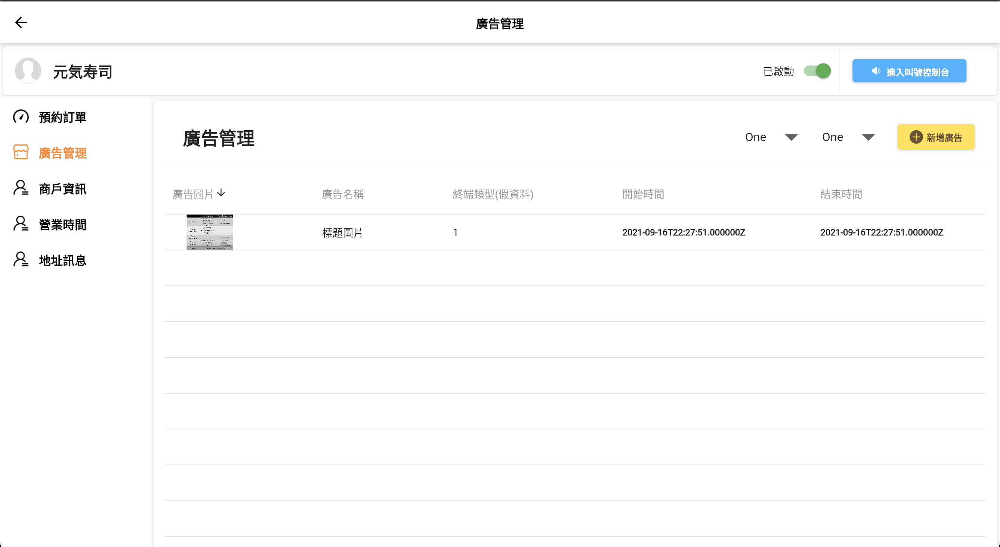 廣告管理
元気寿司
已啟動
進入叫號控制台
預約訂單
廣告管理
商戶資訊
營業時間
地址訊息
廣告管理
One
One
新增廣告
廣告圖片
廣告名稱
終端類型(假資料)
開始時間
結束時間
標題圖片
1
2021-09-16T22:27:51.000000Z
2021-09-16T22:27:51.000000Z